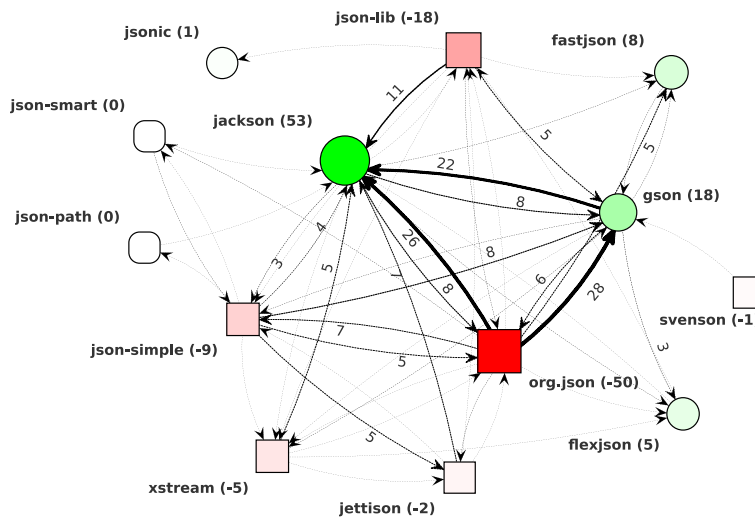 json-lib (-18)
jsonic (1)
fastjson (8)
11
json-smart (0)
jackson (53)
5
5
22
gson (18)
8
json-path (0)
4
26
8
3
5
7
8
6
28
svenson (-1
json-simple (-9)
7
5
3
org.json (-50)
5
flexjson (5)
xstream (-5)
jettison (-2)